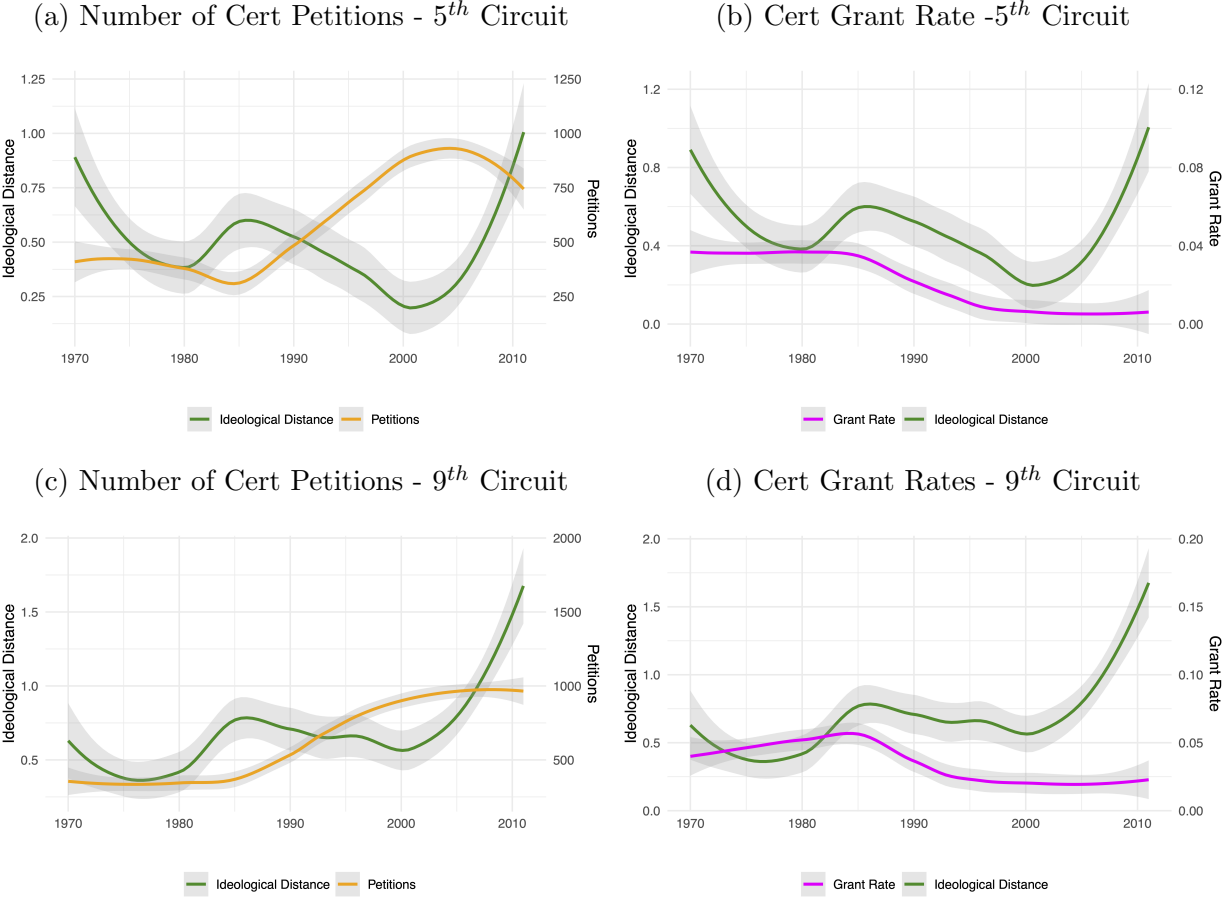 (a) Number of Cert Petitions - 5th Circuit
1.25
1.00
0.75
0.50
0.25
Ideological Distance
1250
1000
750
500
250
Petitions
1970 1980 1990 2000 2010
Ideological Distance Petitions
(b) Cert Grant Rate -5th Circuit
1.2
0.8
0.4
0.0
Ideological Distance
0.12
0.08
0.04
0.00
Grant Rate
1970 1980 1990 2000 2010
Grant Rate Ideological Distance
(c) Number of Cert Petitions - 9th Circuit
2.0
1.5
1.0
0.5
Ideological Distance
2000
1500
1000
500
Petitions
1970 1980 1990 2000 2010
Ideological Distance Petitions
(d) Cert Grant Rates - 9th Circuit
2.0
1.5
1.0
0.5
0.0
Ideological Distance
0.20
0.15
0.10
0.05
0.00
Grant Rate
1970 1980 1990 2000 2010
Grant Rate Ideological Distance